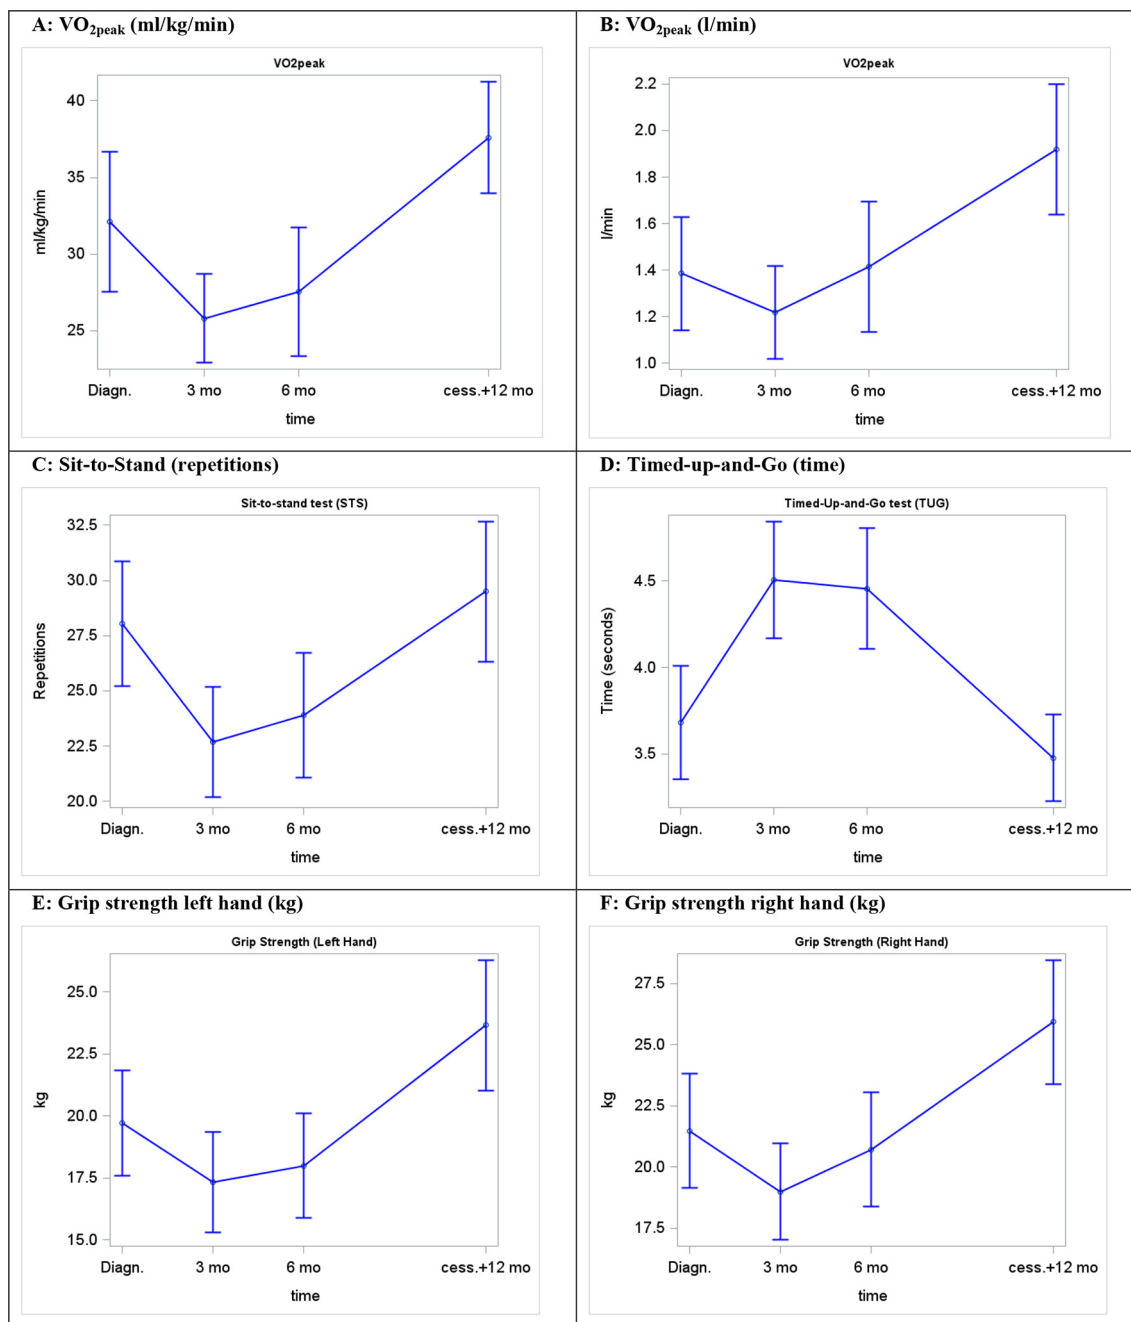 A: VO2peak (ml/kg/min)
VO2peak
40
35
30
25
ml/kg/min
Diagn.
3 mo
6 mo
cess.+12 mo
time
B: VO2peak (l/min)
VO2peak
2.2
2.0
1.8
1.6
1.4
1.2
1.0
l/min
Diagn.
3 mo
6 mo
cess.+12 mo
time
C: Sit-to-Stand (repetitions)
Sit-to-stand test (STS)
32.5
30.0
27.5
25.0
22.5
20.0
Repetitions
Diagn.
3 mo
6 mo
cess.+12 mo
time
D: Timed-up-and-Go (time)
Timed-Up-and-Go test (TUG)
4.5
4.0
3.5
Time (seconds)
Diagn.
3 mo
6 mo
cess.+12 mo
time
E: Grip strength left hand (kg)
Grip Strength (Left Hand)
25.0
22.5
20.0
17.5
15.0
kg
Diagn.
3 mo
6 mo
cess.+12 mo
time
F: Grip strength right hand (kg)
Grip Strength (Right Hand)
27.5
25.0
22.5
20.0
17.5
kg
Diagn.
3 mo
6 mo
cess.+12 mo
time